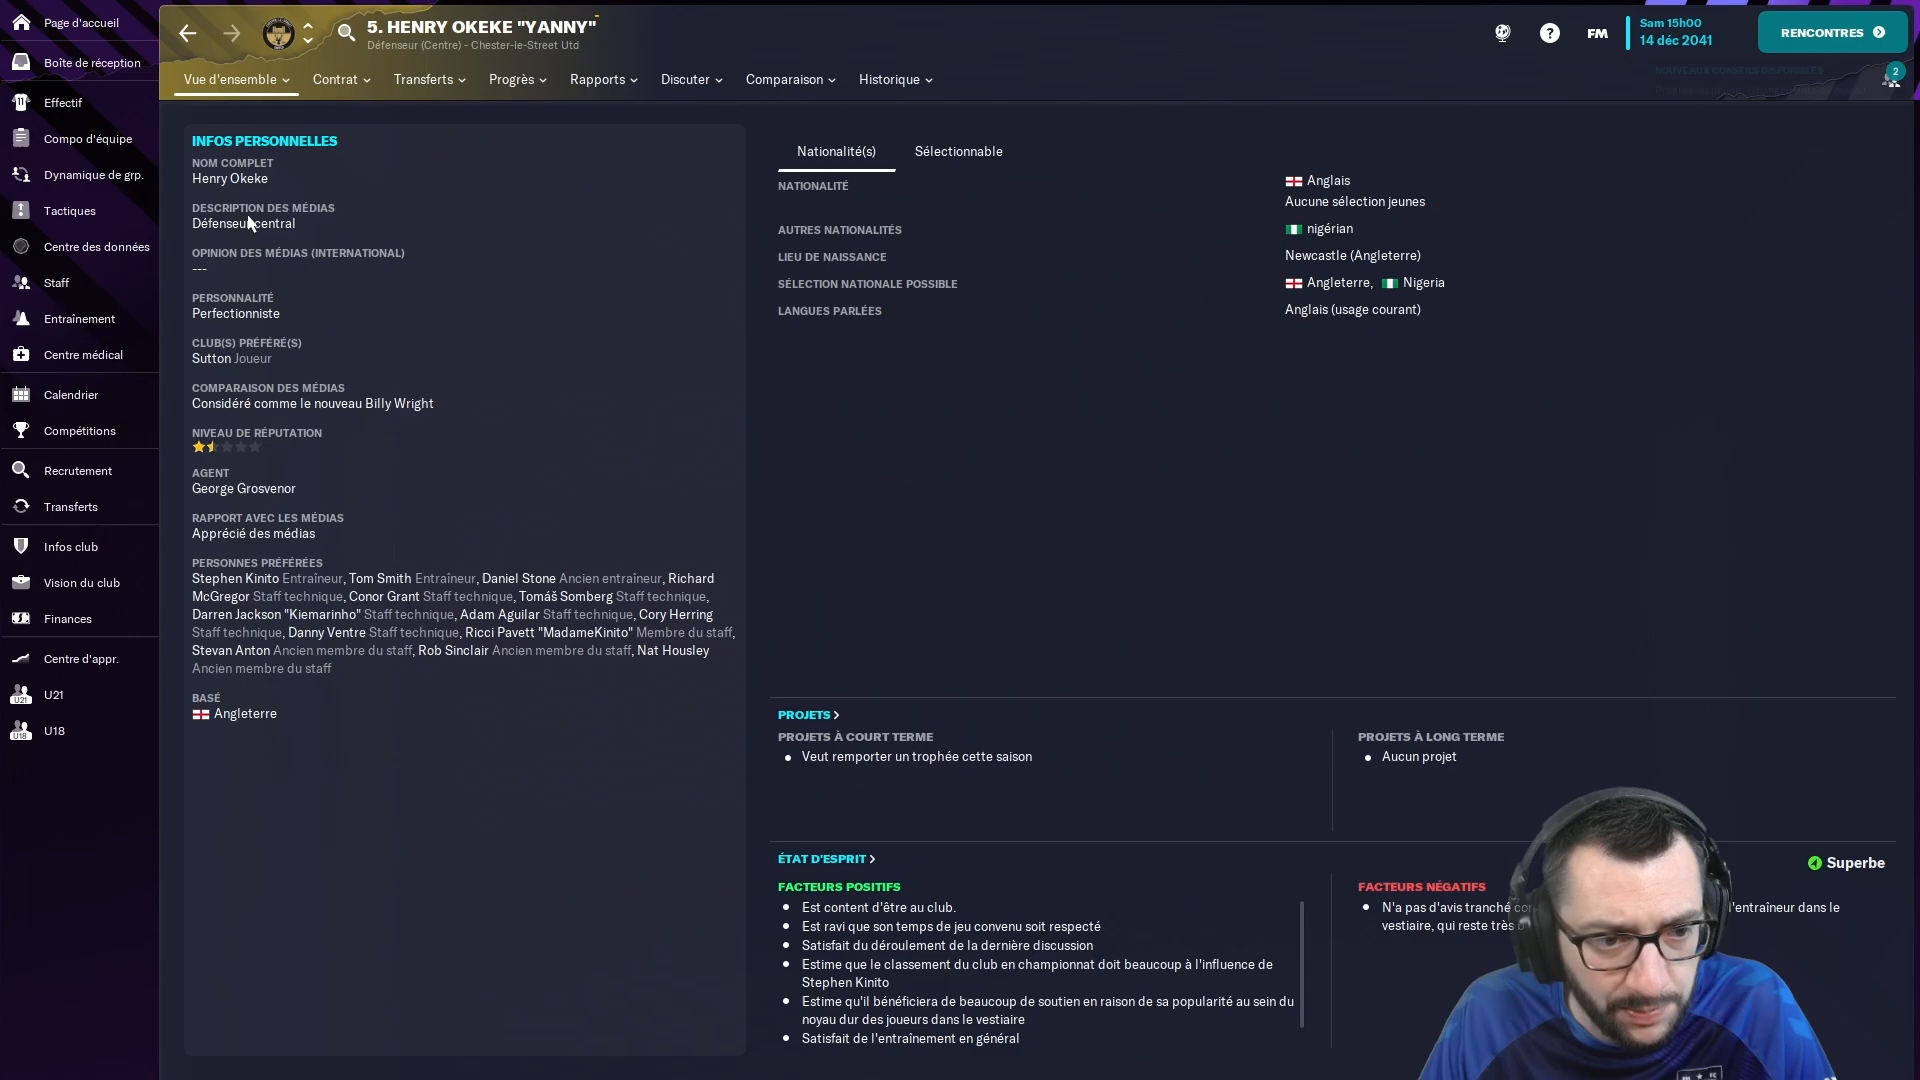 Page d'accueil
Boîte de réception
Effectif
Compo d'équipe
Dynamique de grp.
Tactiques
Centre des données
Staff
Entraînement
Centre médical
Calendrier
Compétitions
Recrutement
Transferts
Infos club
Vision du club
Finances
Centre d'appr.
U21
U21
U18
U18
5. HENRY OKEKE "YANNY"
Défenseur (Centre) - Chester-le-Street Utd
FM
Sam 15h00
14 déc 2041
RENCONTRES
NOUVEAUX CONSEILS DISPONIBLES
2
Vue d'ensemble
Contrat
Transferts
Progrès
Rapports
Discuter
Comparaison
Historique
INFOS PERSONNELLES
NOM COMPLET
Henry Okeke
DESCRIPTION DES MÉDIAS
Défenseur central
OPINION DES MÉDIAS (INTERNATIONAL)
---
PERSONNALITÉ
Perfectionniste
CLUB(S) PRÉFÉRÉ(S)
Sutton Joueur
COMPARAISON DES MÉDIAS
Considéré comme le nouveau Billy Wright
NIVEAU DE RÉPUTATION
AGENT
George Grosvenor
RAPPORT AVEC LES MÉDIAS
Apprécié des médias
PERSONNES PRÉFÉRÉES
Stephen Kinito Entraîneur, Tom Smith Entraîneur, Daniel Stone Ancien entraîneur, Richard
McGregor Staff technique, Conor Grant Staff technique, Tomáš Somberg Staff technique,
Darren Jackson "Kiemarinho" Staff technique, Adam Aguilar Staff technique, Cory Herring
Staff technique, Danny Ventre Staff technique, Ricci Pavett "MadameKinito" Membre du staff,
Stevan Anton Ancien membre du staff, Rob Sinclair Ancien membre du staff, Nat Housley
Ancien membre du staff
BASÉ
Angleterre
Nationalité(s)
Sélectionnable
NATIONALITÉ
Anglais
Aucune sélection jeunes
AUTRES NATIONALITÉS
nigérian
LIEU DE NAISSANCE
Newcastle (Angleterre)
SÉLECTION NATIONALE POSSIBLE
Angleterre, Nigeria
LANGUES PARLÉES
Anglais (usage courant)
PROJETS
PROJETS À COURT TERME
Veut remporter un trophée cette saison
PROJETS À LONG TERME
Aucun projet
ÉTAT D'ESPRIT
Superbe
FACTEURS POSITIFS
Est content d'être au club.
Est ravi que son temps de jeu convenu soit respecté
Satisfait du déroulement de la dernière discussion
Estime que le classement du club en championnat doit beaucoup à l'influence de
Stephen Kinito
Estime qu'il bénéficiera de beaucoup de soutien en raison de sa popularité au sein du
noyau dur des joueurs dans le vestiaire
Satisfait de l'entraînement en général
FACTEURS NÉGATIFS
N'a pas d'avis tranché l'entraîneur dans le
vestiaire, qui reste très